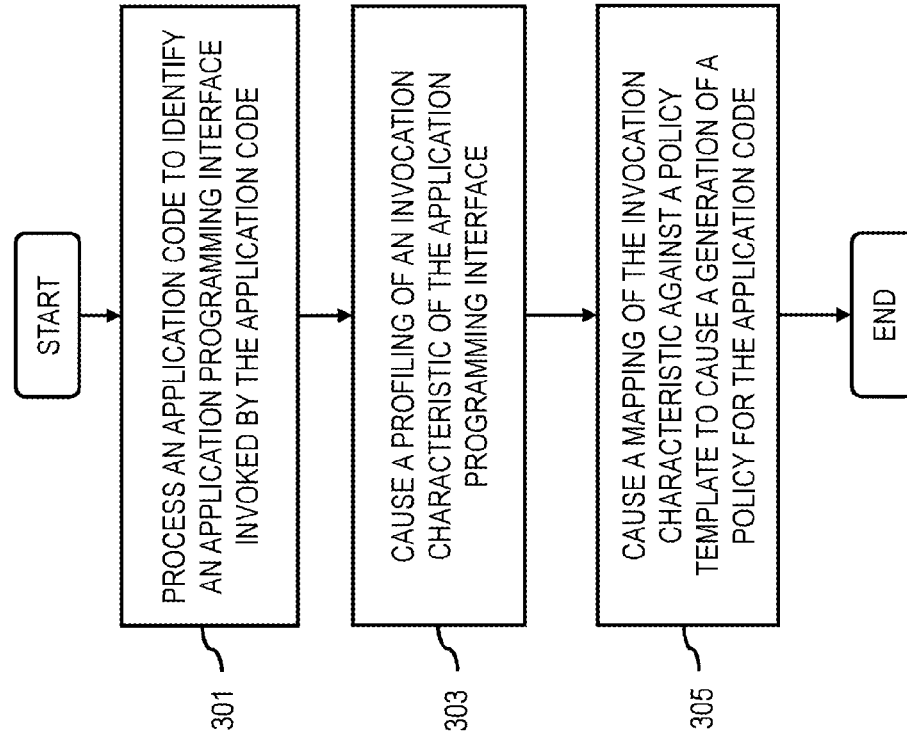 START
PROCESS AN APPLICATION CODE TO IDENTIFY
AN APPLICATION PROGRAMMING INTERFACE
INVOKED BY THE APPLICATION CODE
301
CAUSE A PROFILING OF AN INVOCATION
CHARACTERISTIC OF THE APPLICATION
PROGRAMMING INTERFACE
303
CAUSE A MAPPING OF THE INVOCATION
CHARACTERISTIC AGAINST A POLICY
TEMPLATE TO CAUSE A GENERATION OF A
POLICY FOR THE APPLICATION CODE
305
END